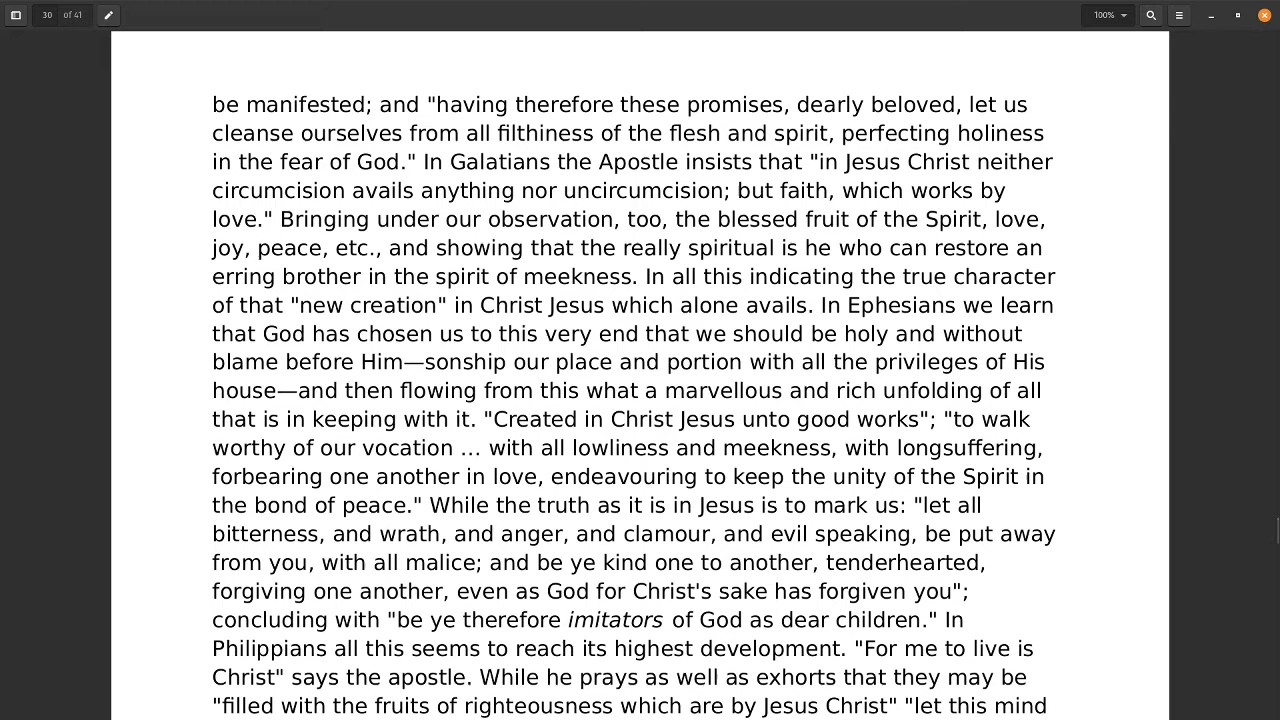 30 of 41 100%
be manifested; and "having therefore these promises, dearly beloved, let us
cleanse ourselves from all filthiness of the flesh and spirit, perfecting holiness
in the fear of God." In Galatians the Apostle insists that "in Jesus Christ neither
circumcision avails anything nor uncircumcision; but faith, which works by
love." Bringing under our observation, too, the blessed fruit of the Spirit, love,
joy, peace, etc., and showing that the really spiritual is he who can restore an
erring brother in the spirit of meekness. In all this indicating the true character
of that "new creation" in Christ Jesus which alone avails. In Ephesians we learn
that God has chosen us to this very end that we should be holy and without
blame before Him—sonship our place and portion with all the privileges of His
house—and then flowing from this what a marvellous and rich unfolding of all
that is in keeping with it. "Created in Christ Jesus unto good works"; "to walk
worthy of our vocation … with all lowliness and meekness, with longsuffering,
forbearing one another in love, endeavouring to keep the unity of the Spirit in
the bond of peace." While the truth as it is in Jesus is to mark us: "let all
bitterness, and wrath, and anger, and clamour, and evil speaking, be put away
from you, with all malice; and be ye kind one to another, tenderhearted,
forgiving one another, even as God for Christ's sake has forgiven you";
concluding with "be ye therefore imitators of God as dear children." In
Philippians all this seems to reach its highest development. "For me to live is
Christ" says the apostle. While he prays as well as exhorts that they may be
"filled with the fruits of righteousness which are by Jesus Christ" "let this mind